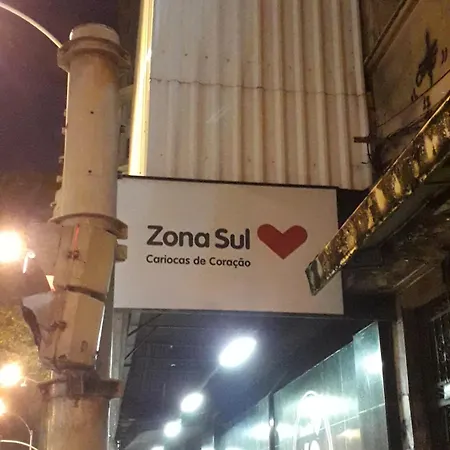 Zona Sul
Cariocas de Coração